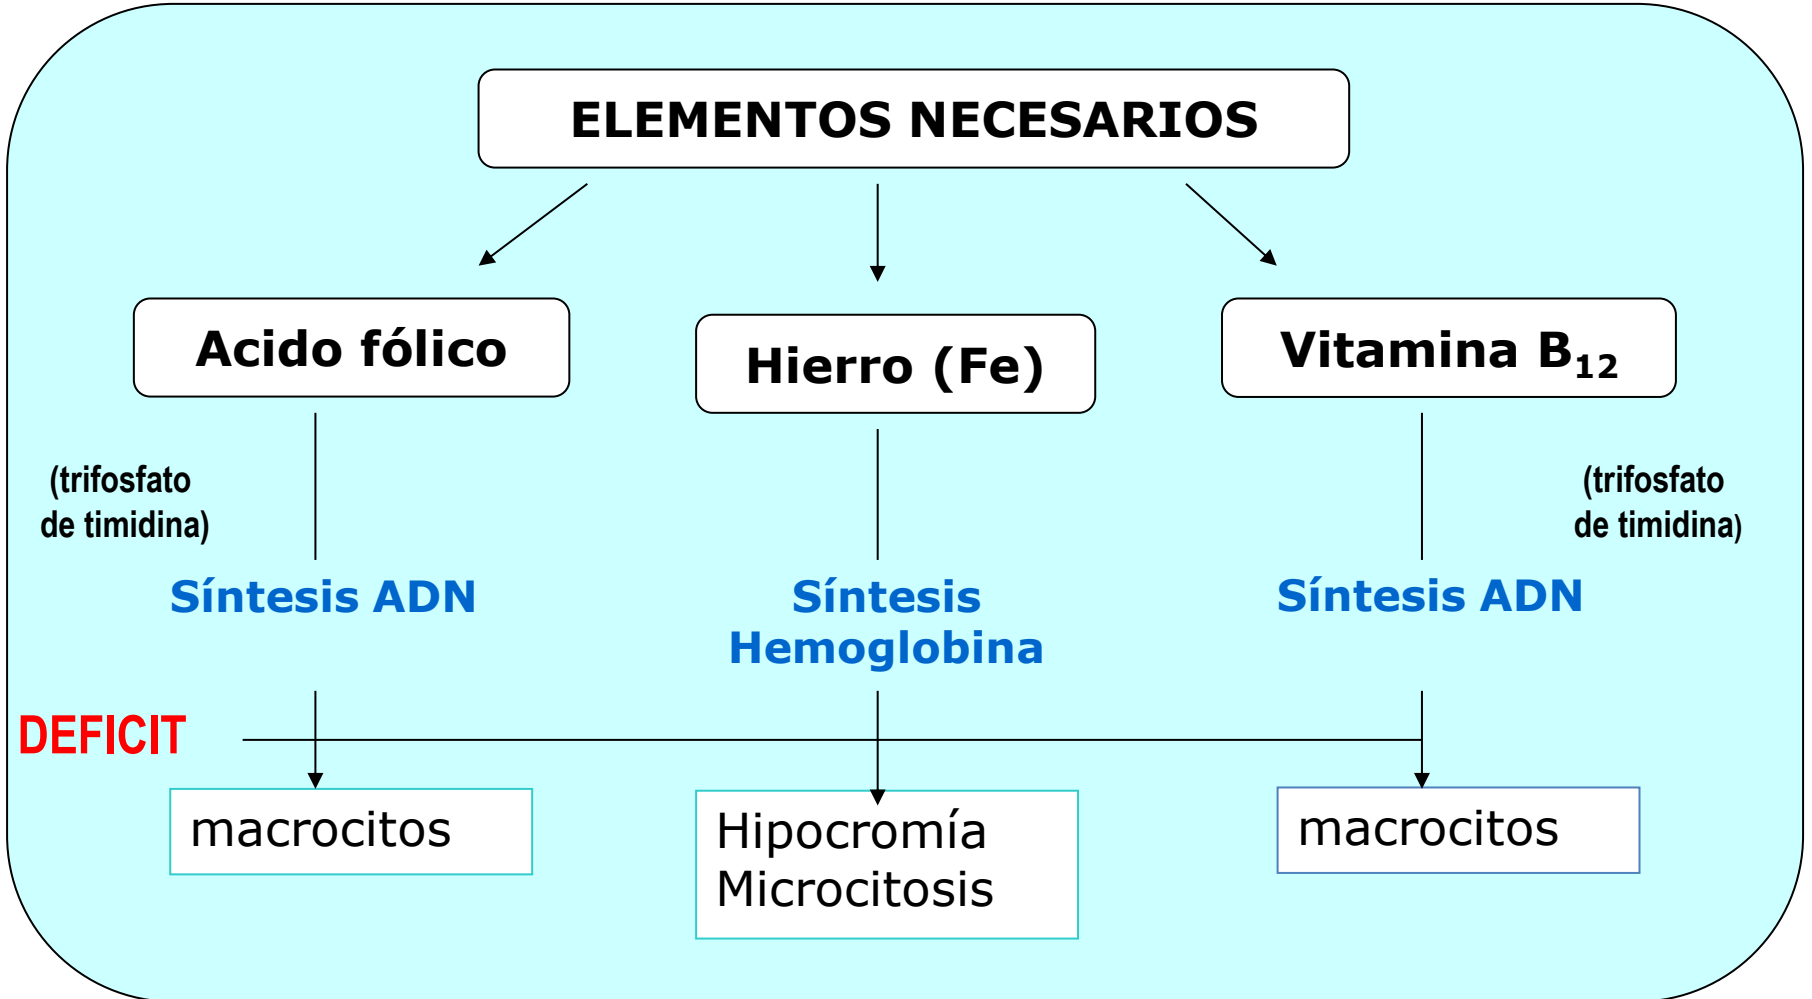 ELEMENTOS NECESARIOS
Acido fólico
Hierro (Fe)
Vitamina B₁₂
(trifosfato
de timidina)
(trifosfato
de timidina)
Síntesis ADN
Síntesis
Hemoglobina
Síntesis ADN
DEFICIT
macrocitos
Hipocromía
Microcitosis
macrocitos